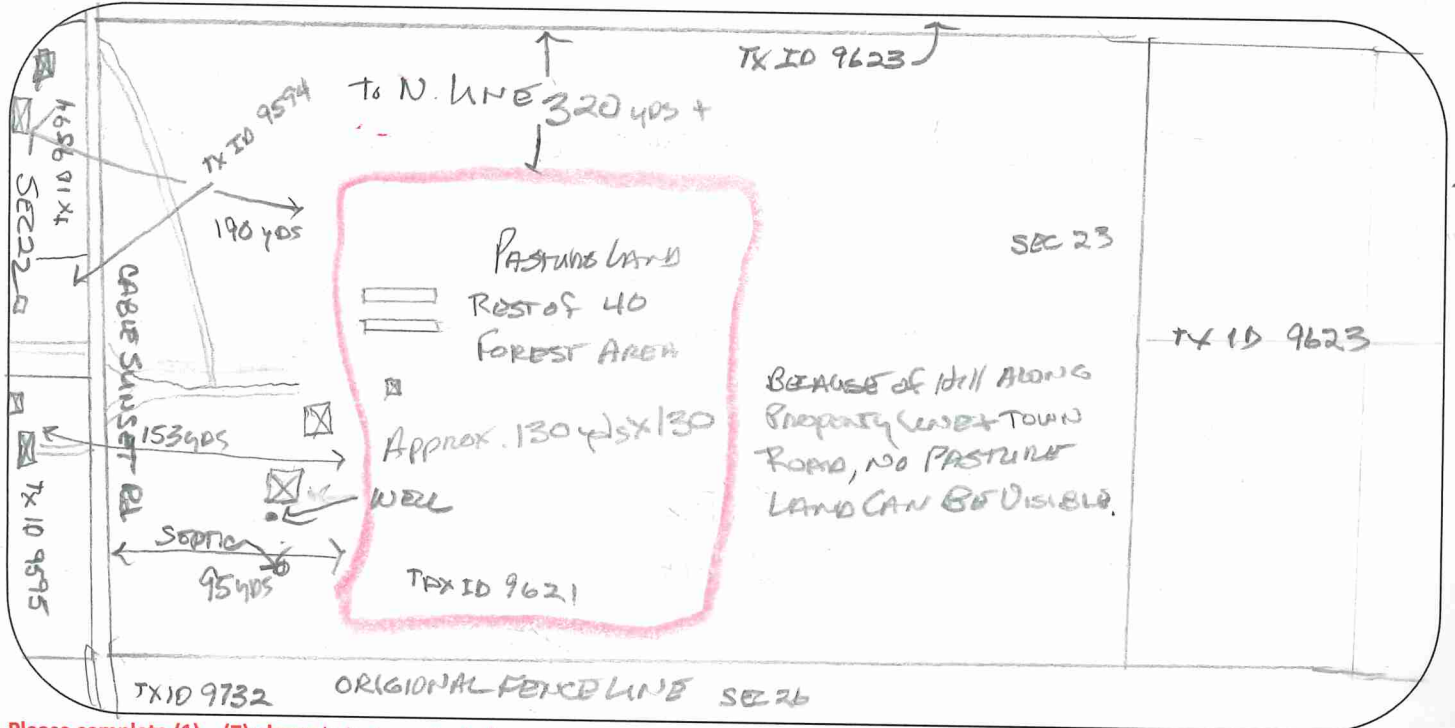 TX ID 9623
to N. LINE 320 yds +
TX ID 9594
TX ID 9594
SEC 22
190 yds
PASTURE LAND
REST of 40
FOREST AREA
Approx. 130 yds x 130
SEC 23
TX ID 9623
BECAUSE of Hill ALONG
PROPERTY LINE + TOWN
ROAD, NO PASTURE
LAND CAN BE VISIBLE.
CABLE SUNSET Rd
153 yds
WELL
SEPTIC
95 yds
TX ID 9595
TAX ID 9621
TX ID 9732
ORIGIONAL FENCE LINE SEC 26